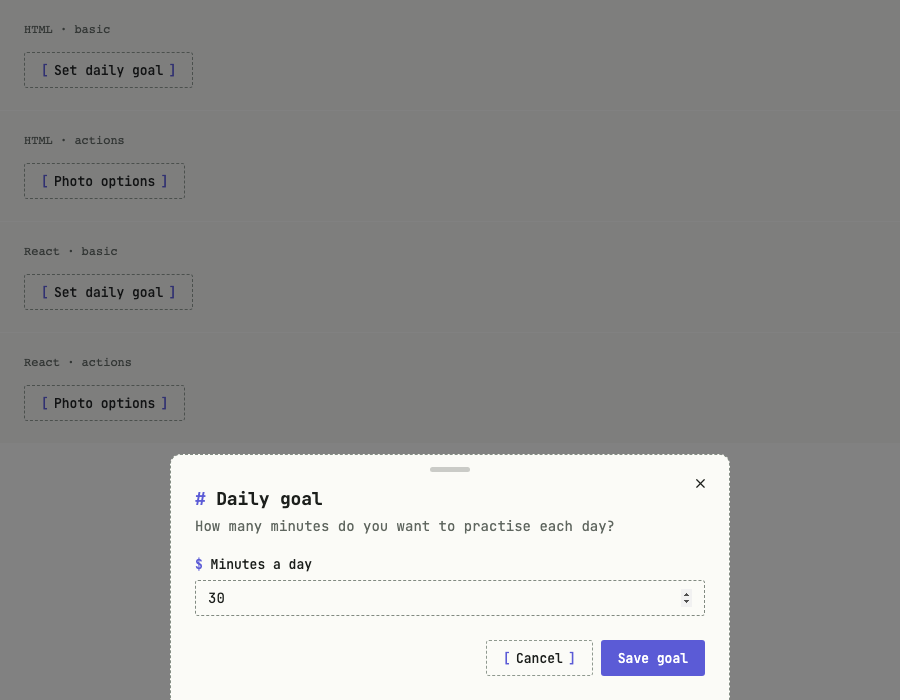 HTML · basic
[ Set daily goal ]
HTML · actions
[ Photo options ]
React · basic
[ Set daily goal ]
React · actions
[ Photo options ]
# Daily goal
How many minutes do you want to practise each day?
$ Minutes a day
30
[ Cancel ] Save goal